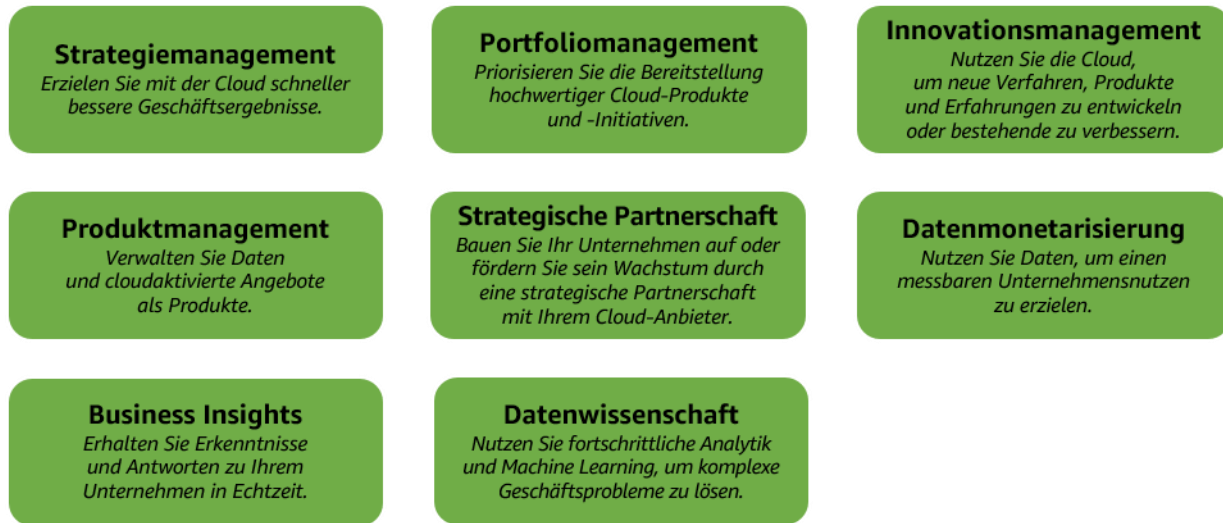 Strategiemanagement
Erzielen Sie mit der Cloud schneller
bessere Geschäftsergebnisse.
Portfoliomanagement
Priorisieren Sie die Bereitstellung
hochwertiger Cloud-Produkte
und -Initiativen.
Innovationsmanagement
Nutzen Sie die Cloud,
um neue Verfahren, Produkte
und Erfahrungen zu entwickeln
oder bestehende zu verbessern.
Produktmanagement
Verwalten Sie Daten
und cloudaktivierte Angebote
als Produkte.
Strategische Partnerschaft
Bauen Sie Ihr Unternehmen auf oder
fördern Sie sein Wachstum durch
eine strategische Partnerschaft
mit Ihrem Cloud-Anbieter.
Datenmonetarisierung
Nutzen Sie Daten, um einen
messbaren Unternehmensnutzen
zu erzielen.
Business Insights
Erhalten Sie Erkenntnisse
und Antworten zu Ihrem
Unternehmen in Echtzeit.
Datenwissenschaft
Nutzen Sie fortschrittliche Analytik
und Machine Learning, um komplexe
Geschäftsprobleme zu lösen.